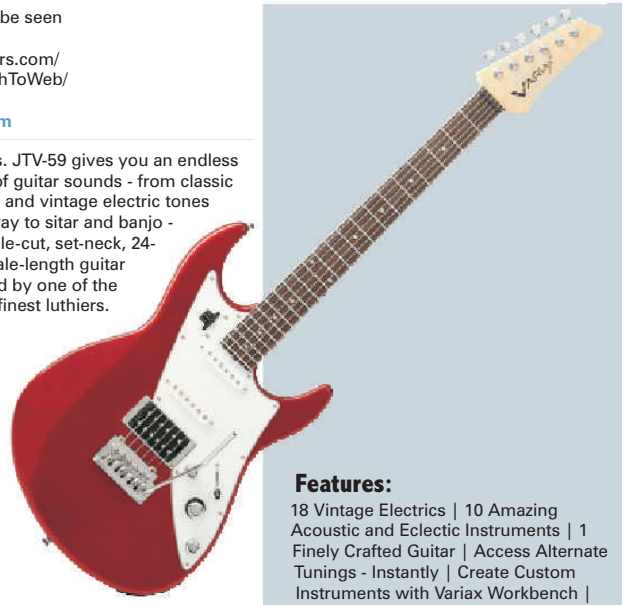 be seen
rs.com/
hToWeb/
m
s. JTV-59 gives you an endless
of guitar sounds - from classic
and vintage electric tones
way to sitar and banjo -
le-cut, set-neck, 24-
ale-length guitar
d by one of the
finest luthiers.
VARIAX
Features:
18 Vintage Electrics | 10 Amazing
Acoustic and Eclectic Instruments | 1
Finely Crafted Guitar | Access Alternate
Tunings - Instantly | Create Custom
Instruments with Variax Workbench |